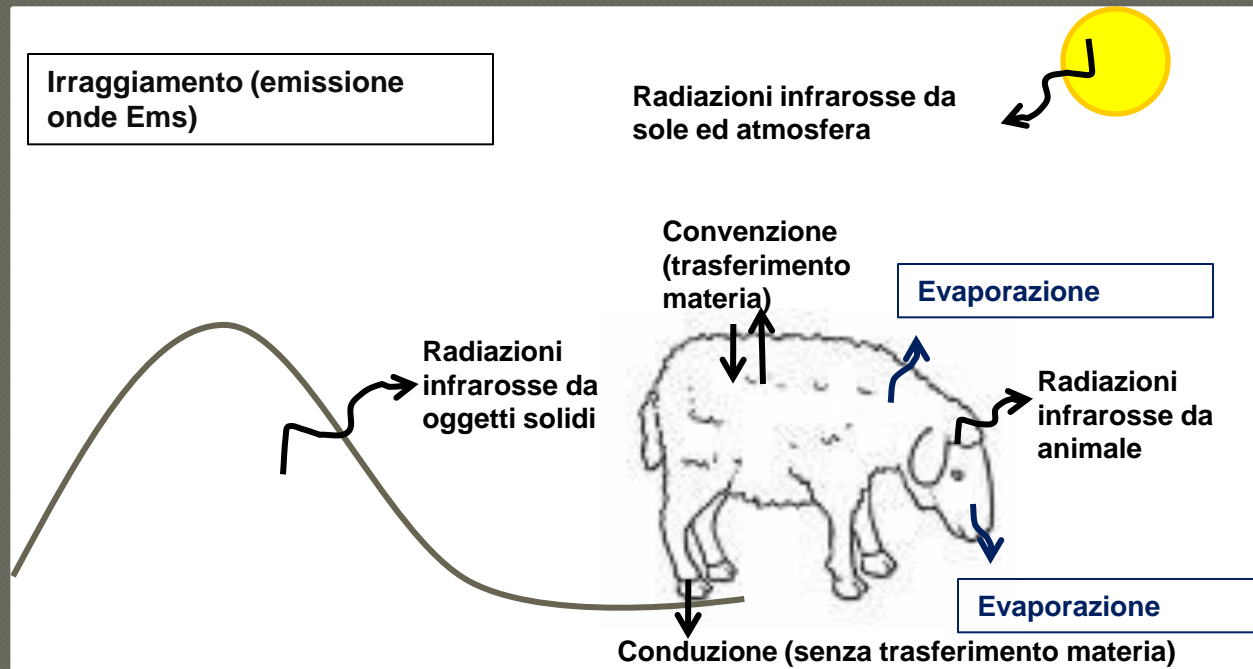 Irraggiamento (emissione
onde Ems)
Radiazioni infrarosse da
sole ed atmosfera
Convenzione
(trasferimento
materia)
Evaporazione
Radiazioni
infrarosse da
oggetti solidi
Radiazioni
infrarosse da
animale
Evaporazione
Conduzione (senza trasferimento materia)